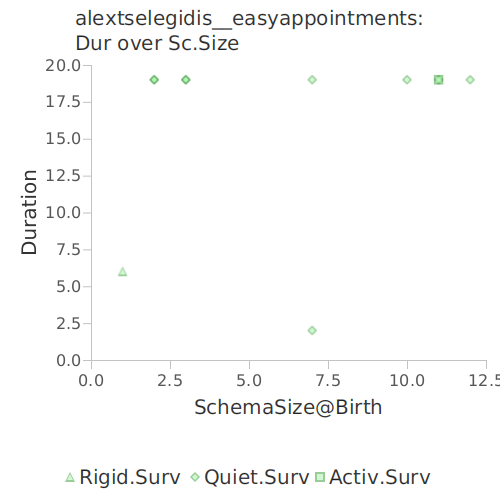 alextselegidis__easyappointments:
Dur over Sc.Size
20.0
17.5
15.0
12.5
10.0
7.5
5.0
2.5
0.0
Duration
0.0 2.5 5.0 7.5 10.0 12.5
SchemaSize@Birth
Rigid.Surv Quiet.Surv Activ.Surv